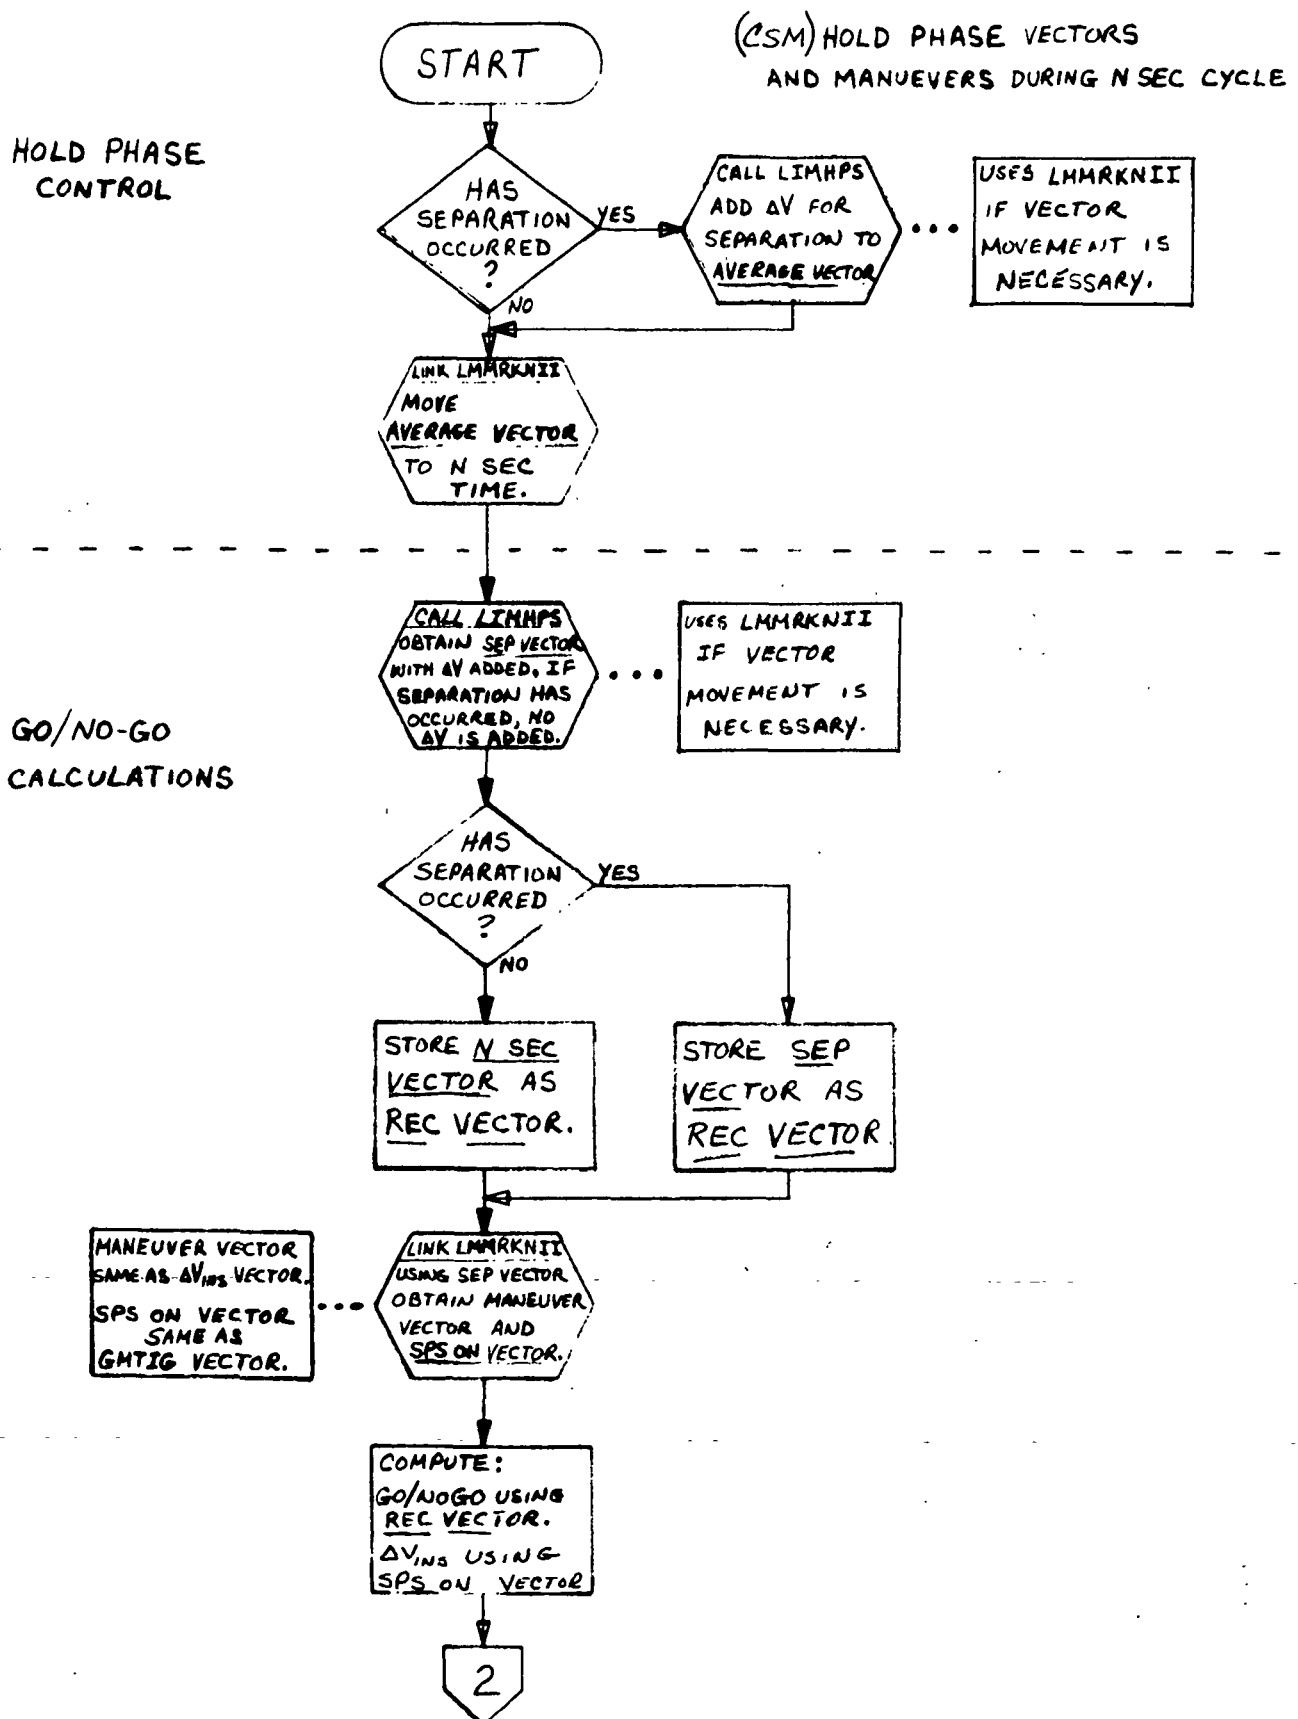 START
(CSM) HOLD PHASE VECTORS
AND MANUEVERS DURING N SEC CYCLE
HOLD PHASE
CONTROL
HAS
SEPARATION
OCCURRED
?
YES
NO
CALL LIMHPS
ADD ΔV FOR
SEPARATION TO
AVERAGE VECTOR
USES LMMRKNII
IF VECTOR
MOVEMENT IS
NECESSARY.
LINK LMMRKNII
MOVE
AVERAGE VECTOR
TO N SEC
TIME.
GO/NO-GO
CALCULATIONS
CALL LIMHPS
OBTAIN SEP VECTOR
WITH ΔV ADDED. IF
SEPARATION HAS
OCCURRED, NO
ΔV IS ADDED.
USES LMMRKNII
IF VECTOR
MOVEMENT IS
NECESSARY.
HAS
SEPARATION
OCCURRED
?
YES
NO
STORE N SEC
VECTOR AS
REC VECTOR.
STORE SEP
VECTOR AS
REC VECTOR
MANEUVER VECTOR
SAME AS ΔVINS VECTOR.
SPS ON VECTOR
SAME AS
GMTIG VECTOR.
LINK LMMRKNII
USING SEP VECTOR
OBTAIN MANEUVER
VECTOR AND
SPS ON VECTOR.
COMPUTE:
GO/NOGO USING
REC VECTOR.
ΔVINS USING
SPS ON VECTOR
2